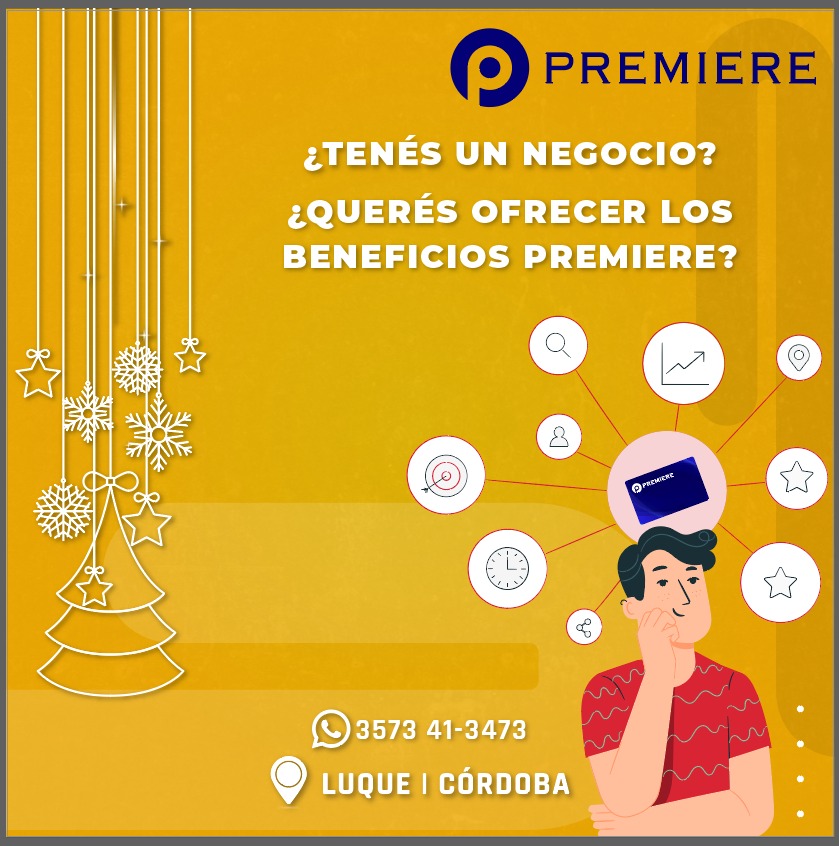 PREMIERE
¿TENÉS UN NEGOCIO?
¿QUERÉS OFRECER LOS
BENEFICIOS PREMIERE?
PREMIERE
3573 41-3473
LUQUE | CÓRDOBA